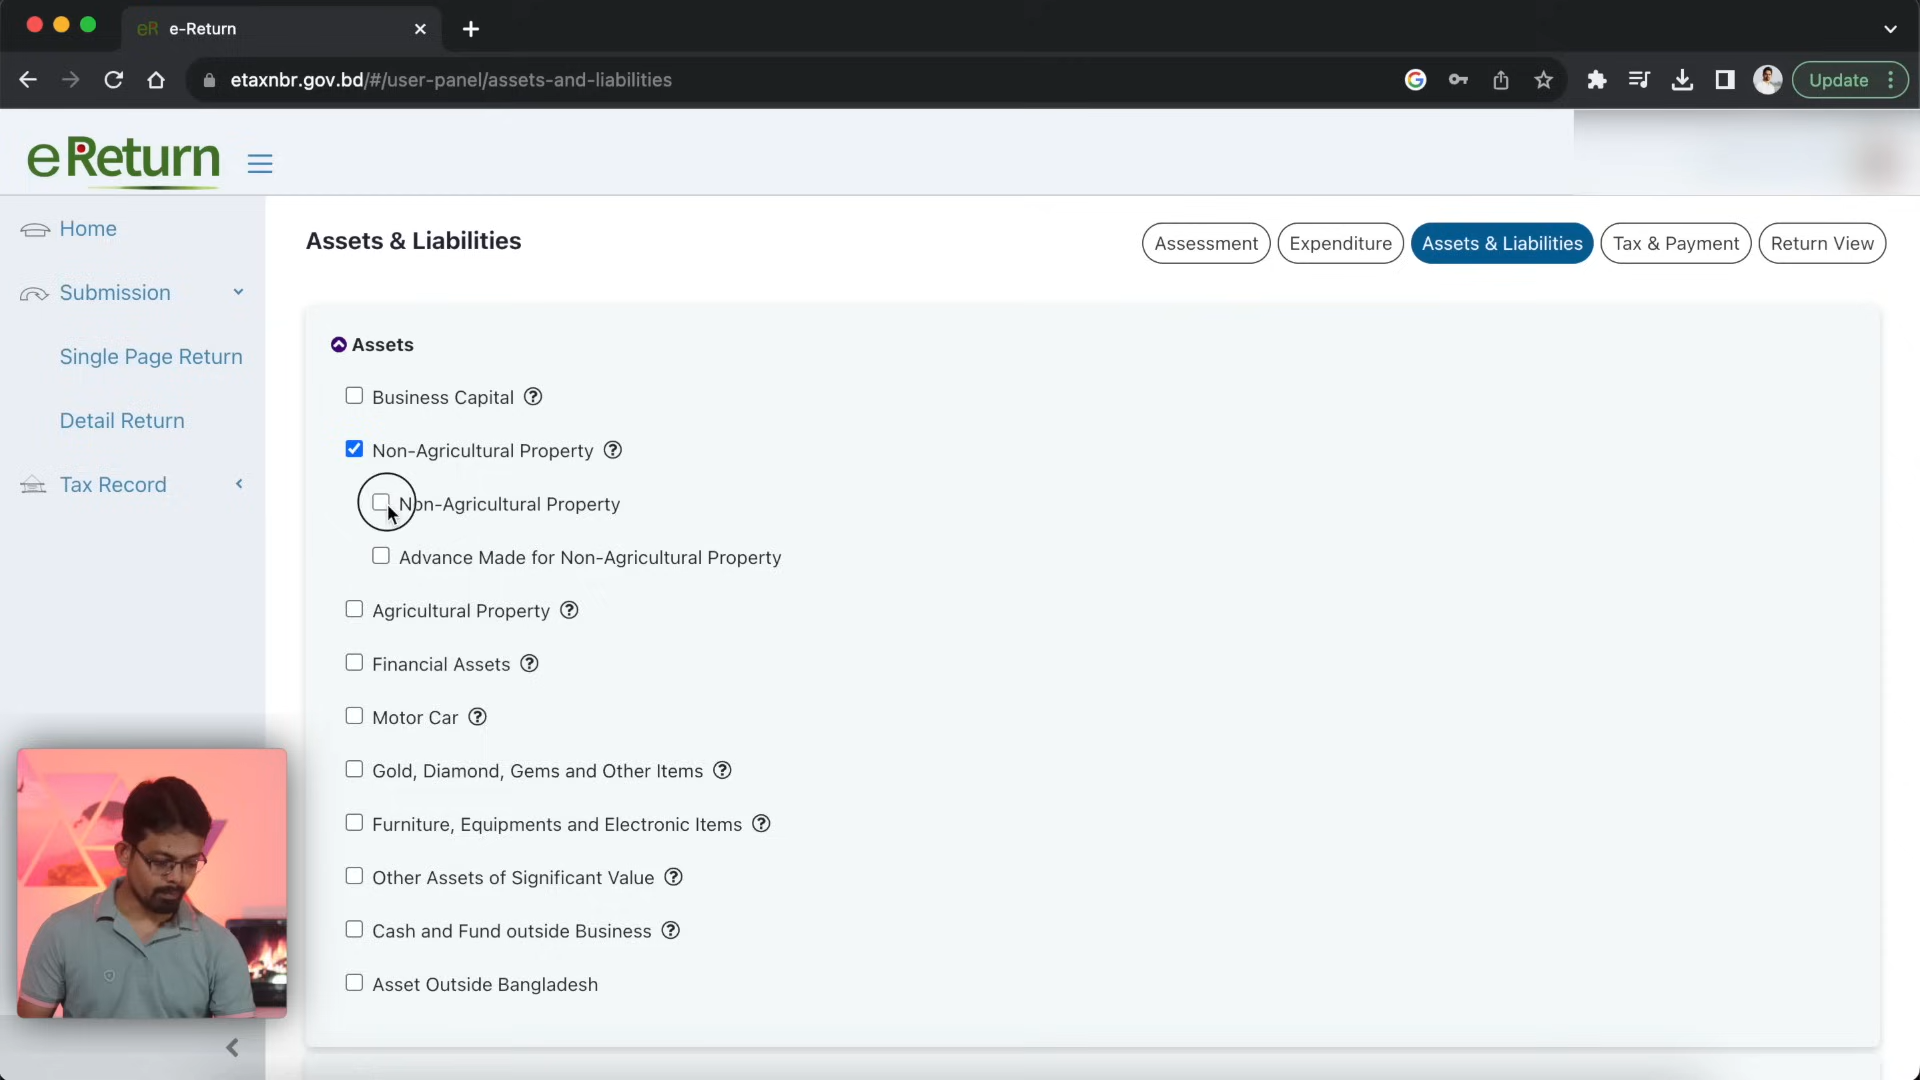 eR e-Return
etaxnbr.gov.bd/#/user-panel/assets-and-liabilities
Update
e Return
Home
Submission
Single Page Return
Detail Return
Tax Record
Assets & Liabilities
Assessment
Expenditure
Assets & Liabilities
Tax & Payment
Return View
Assets
Business Capital
Non-Agricultural Property
Non-Agricultural Property
Advance Made for Non-Agricultural Property
Agricultural Property
Financial Assets
Motor Car
Gold, Diamond, Gems and Other Items
Furniture, Equipments and Electronic Items
Other Assets of Significant Value
Cash and Fund outside Business
Asset Outside Bangladesh